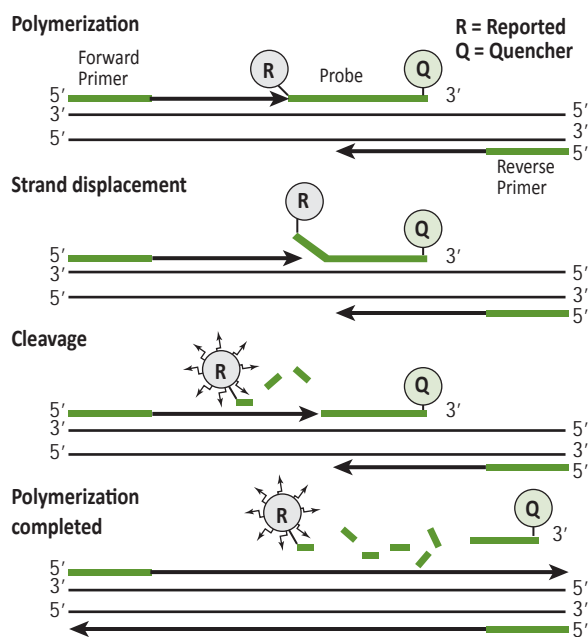 Polymerization
R = Reported
Q = Quencher
Forward
Primer
R
Probe
Q
5′
3′
3′
5′
5′
3′
5′
Reverse
Primer
Strand displacement
R
Q
5′
3′
3′
5′
5′
3′
5′
Cleavage
R
Q
5′
3′
3′
5′
5′
3′
5′
Polymerization
completed
R
Q
3′
5′
3′
5′
5′
3′
5′